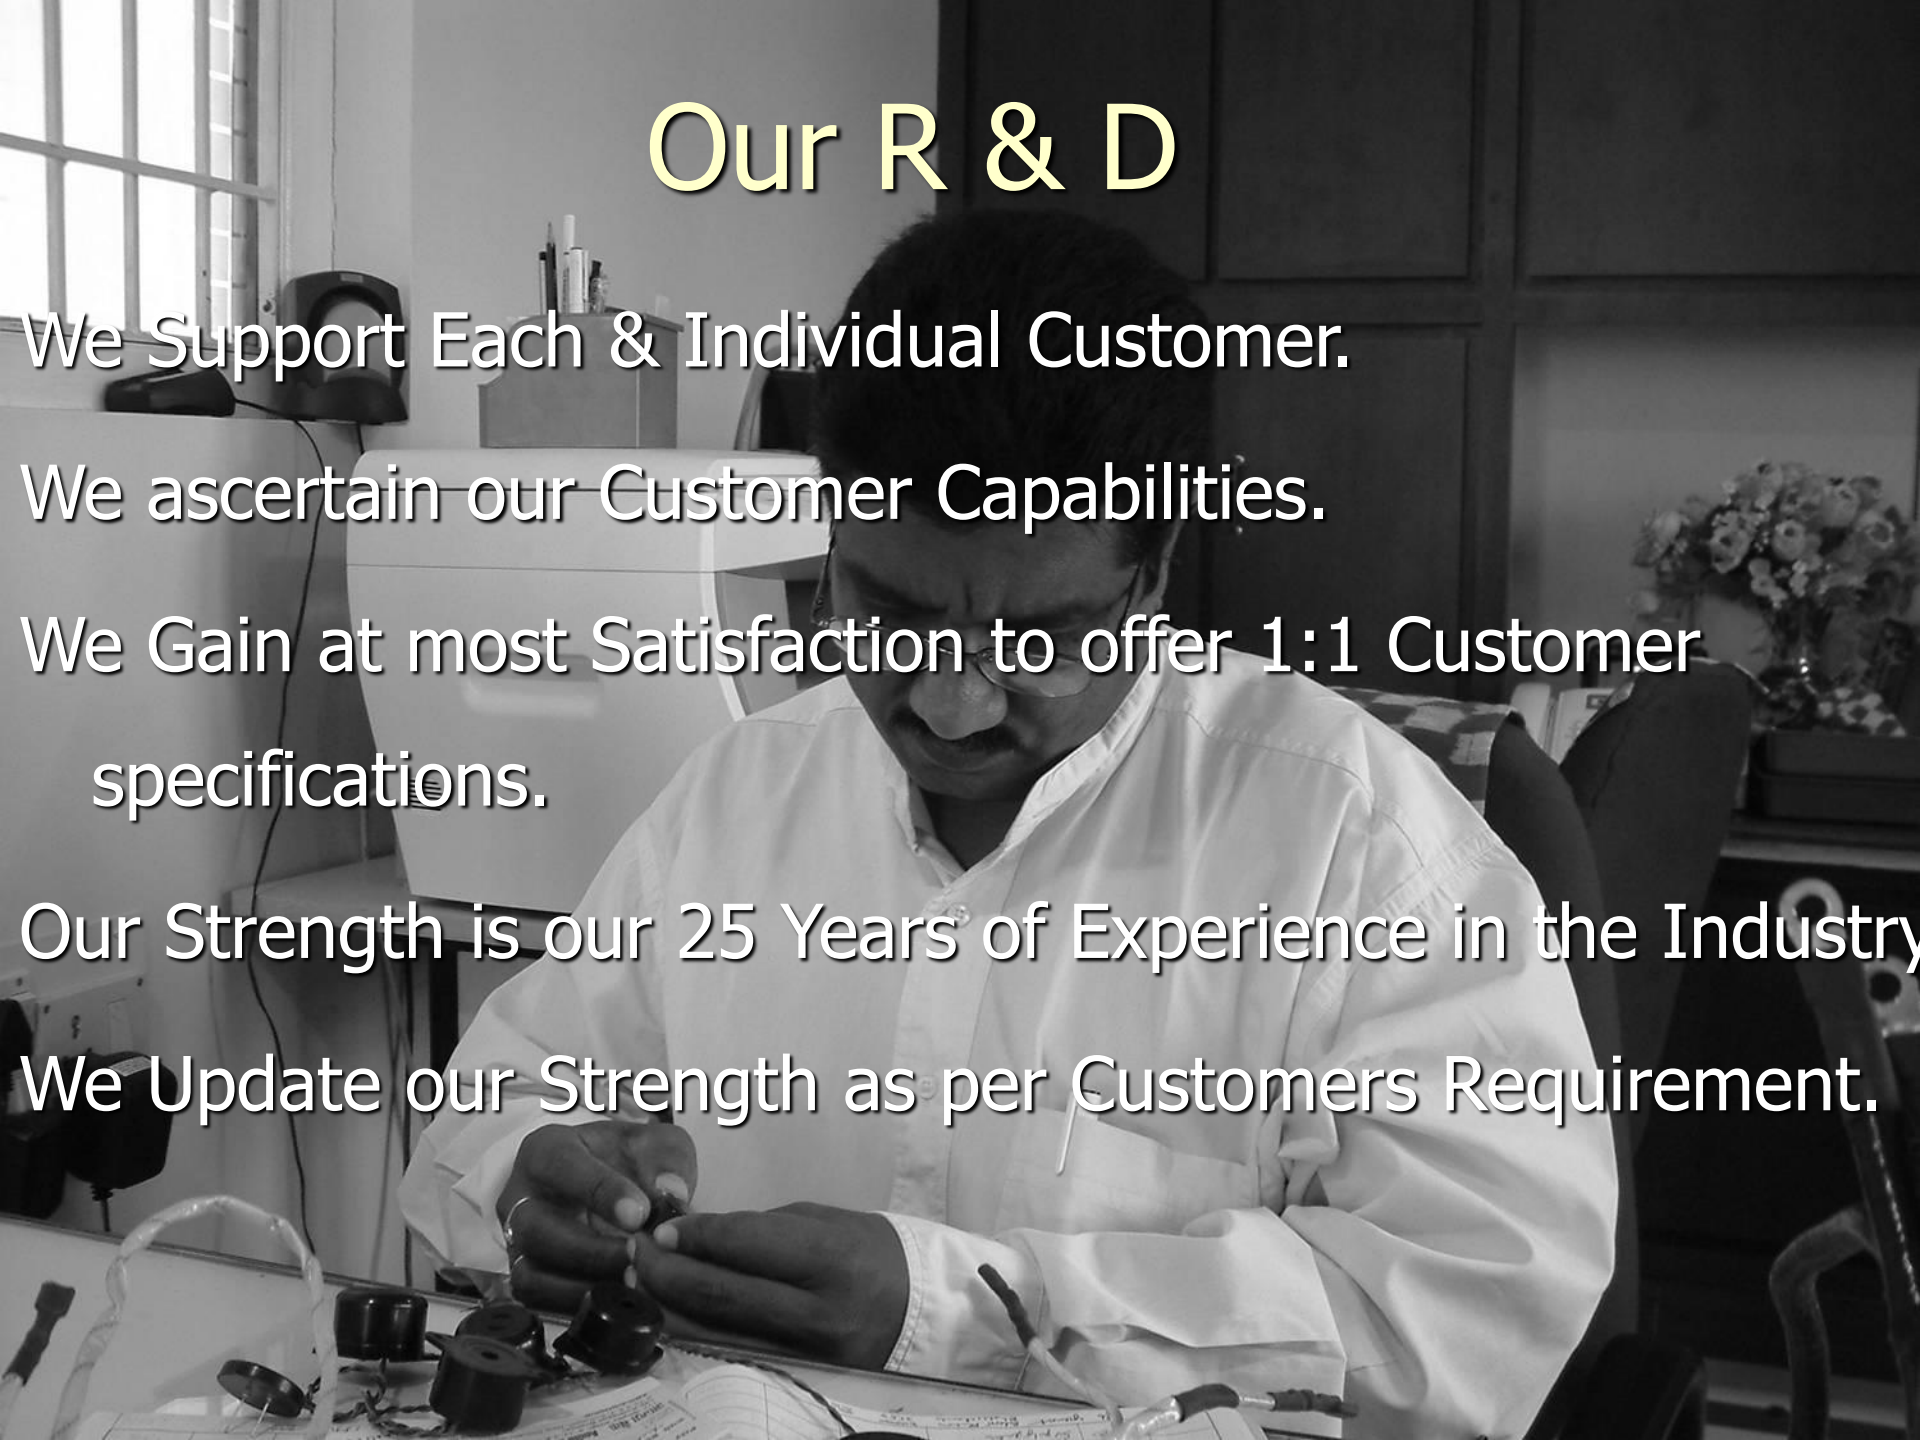 Our R & D
We Support Each & Individual Customer.
We ascertain our Customer Capabilities.
We Gain at most Satisfaction to offer 1:1 Customer
specifications.
Our Strength is our 25 Years of Experience in the Industry
We Update our Strength as per Customers Requirement.